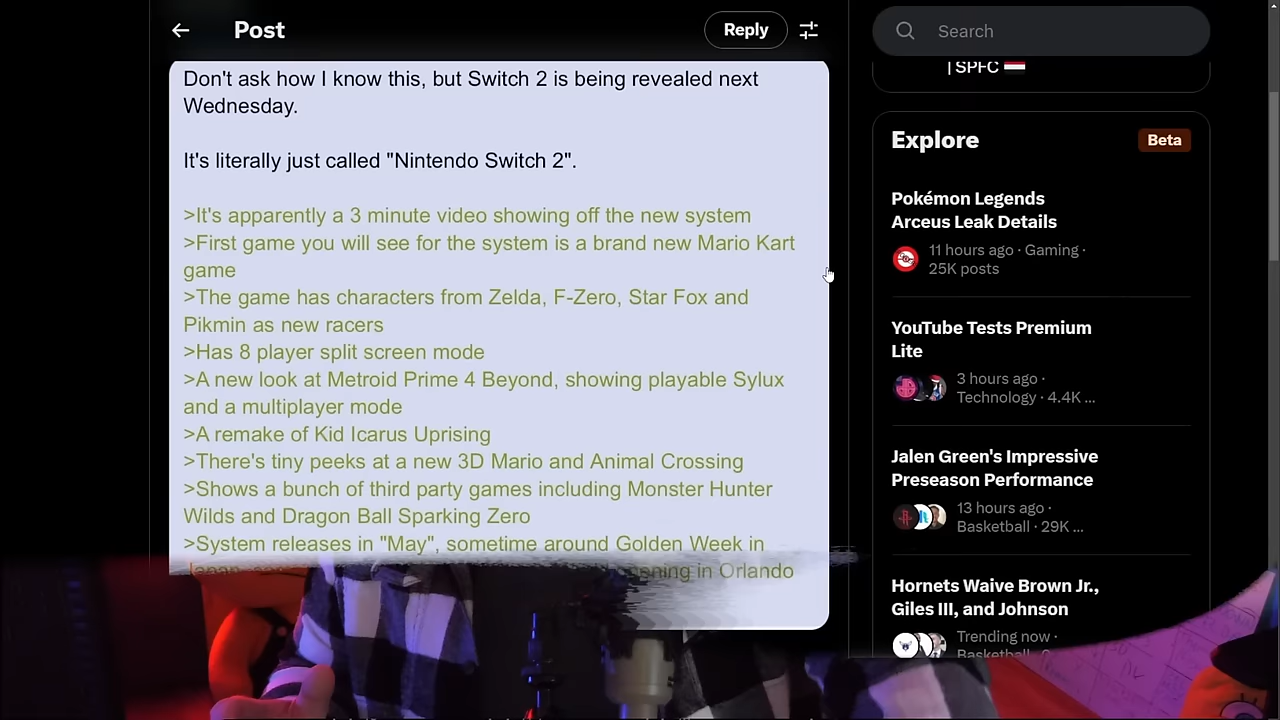 Post
Reply
Search
Don't ask how I know this, but Switch 2 is being revealed next
Wednesday.
It's literally just called "Nintendo Switch 2".
>It's apparently a 3 minute video showing off the new system
>First game you will see for the system is a brand new Mario Kart
game
>The game has characters from Zelda, F-Zero, Star Fox and
Pikmin as new racers
>Has 8 player split screen mode
>A new look at Metroid Prime 4 Beyond, showing playable Sylux
and a multiplayer mode
>A remake of Kid Icarus Uprising
>There's tiny peeks at a new 3D Mario and Animal Crossing
>Shows a bunch of third party games including Monster Hunter
Wilds and Dragon Ball Sparking Zero
>System releases in "May", sometime around Golden Week in
in Orlando
| SPFC
Explore
Beta
Pokémon Legends
Arceus Leak Details
11 hours ago · Gaming ·
25K posts
YouTube Tests Premium
Lite
3 hours ago ·
Technology · 4.4K ...
Jalen Green's Impressive
Preseason Performance
13 hours ago ·
Basketball · 29K ...
Hornets Waive Brown Jr.,
Giles III, and Johnson
Trending now ·
Basketball